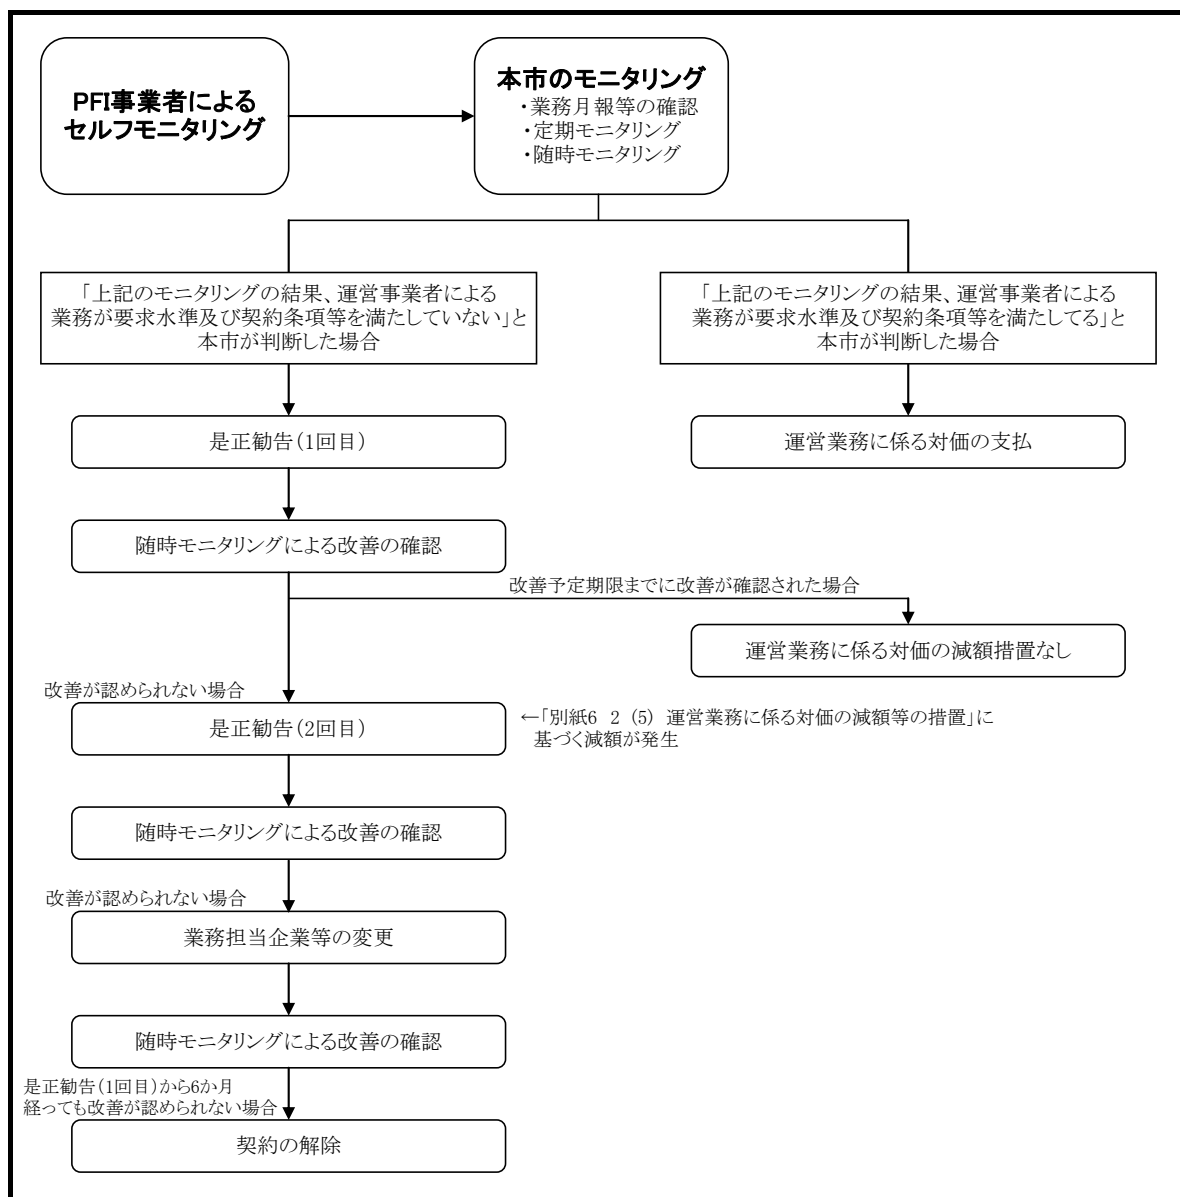 PFI事業者による
セルフモニタリング
本市のモニタリング
・業務月報等の確認
・定期モニタリング
・随時モニタリング
「上記のモニタリングの結果、運営事業者による
業務が要求水準及び契約条項等を満たしていない」と
本市が判断した場合
「上記のモニタリングの結果、運営事業者による
業務が要求水準及び契約条項等を満たしてる」と
本市が判断した場合
是正勧告(1回目)
運営業務に係る対価の支払
随時モニタリングによる改善の確認
改善予定期限までに改善が確認された場合
運営業務に係る対価の減額措置なし
改善が認められない場合
是正勧告(2回目)
←「別紙6 2 (5) 運営業務に係る対価の減額等の措置」に
基づく減額が発生
随時モニタリングによる改善の確認
改善が認められない場合
業務担当企業等の変更
随時モニタリングによる改善の確認
是正勧告(1回目)から6か月
経っても改善が認められない場合
契約の解除